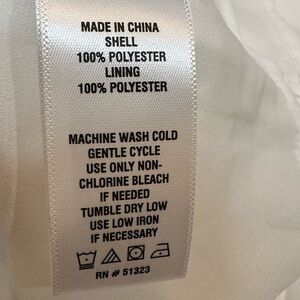 MADE IN CHINA
SHELL
100% POLYESTER
LINING
100% POLYESTER
MACHINE WASH COLD
GENTLE CYCLE
USE ONLY NON-
CHLORINE BLEACH
IF NEEDED
TUMBLE DRY LOW
USE LOW IRON
IF NECESSARY
RN # 51323